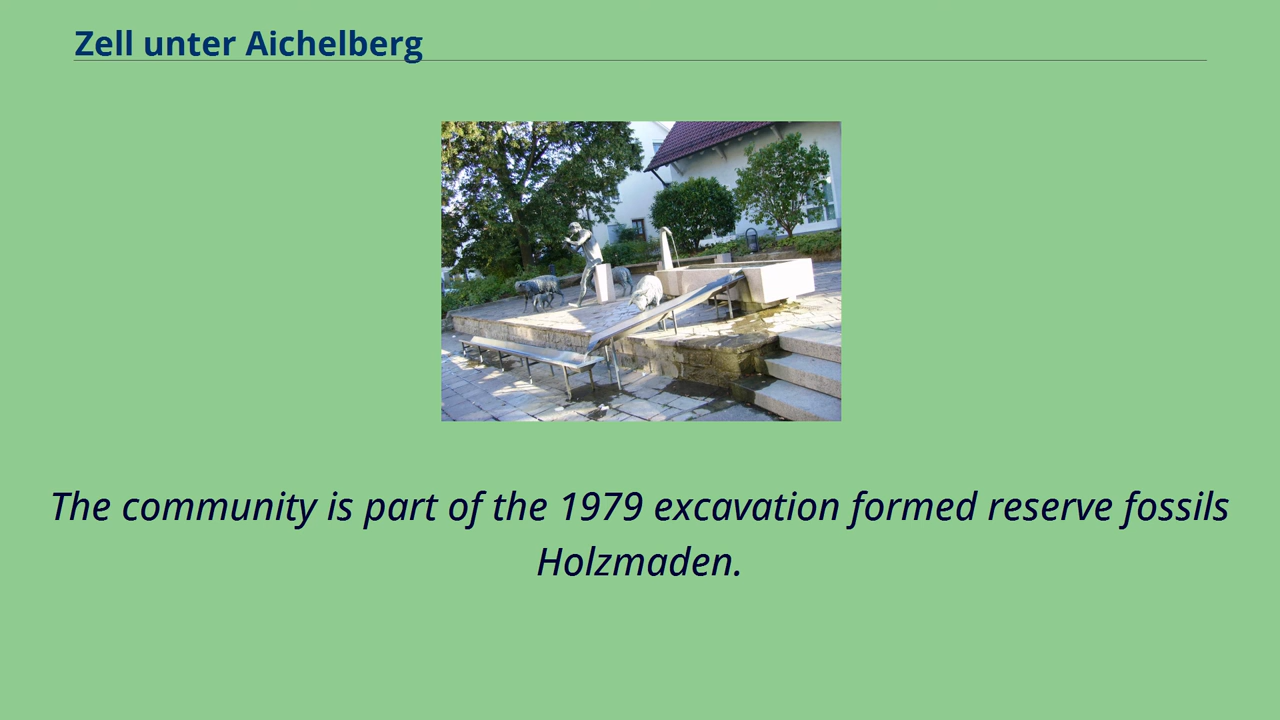 Zell unter Aichelberg
The community is part of the 1979 excavation formed reserve fossils
Holzmaden.